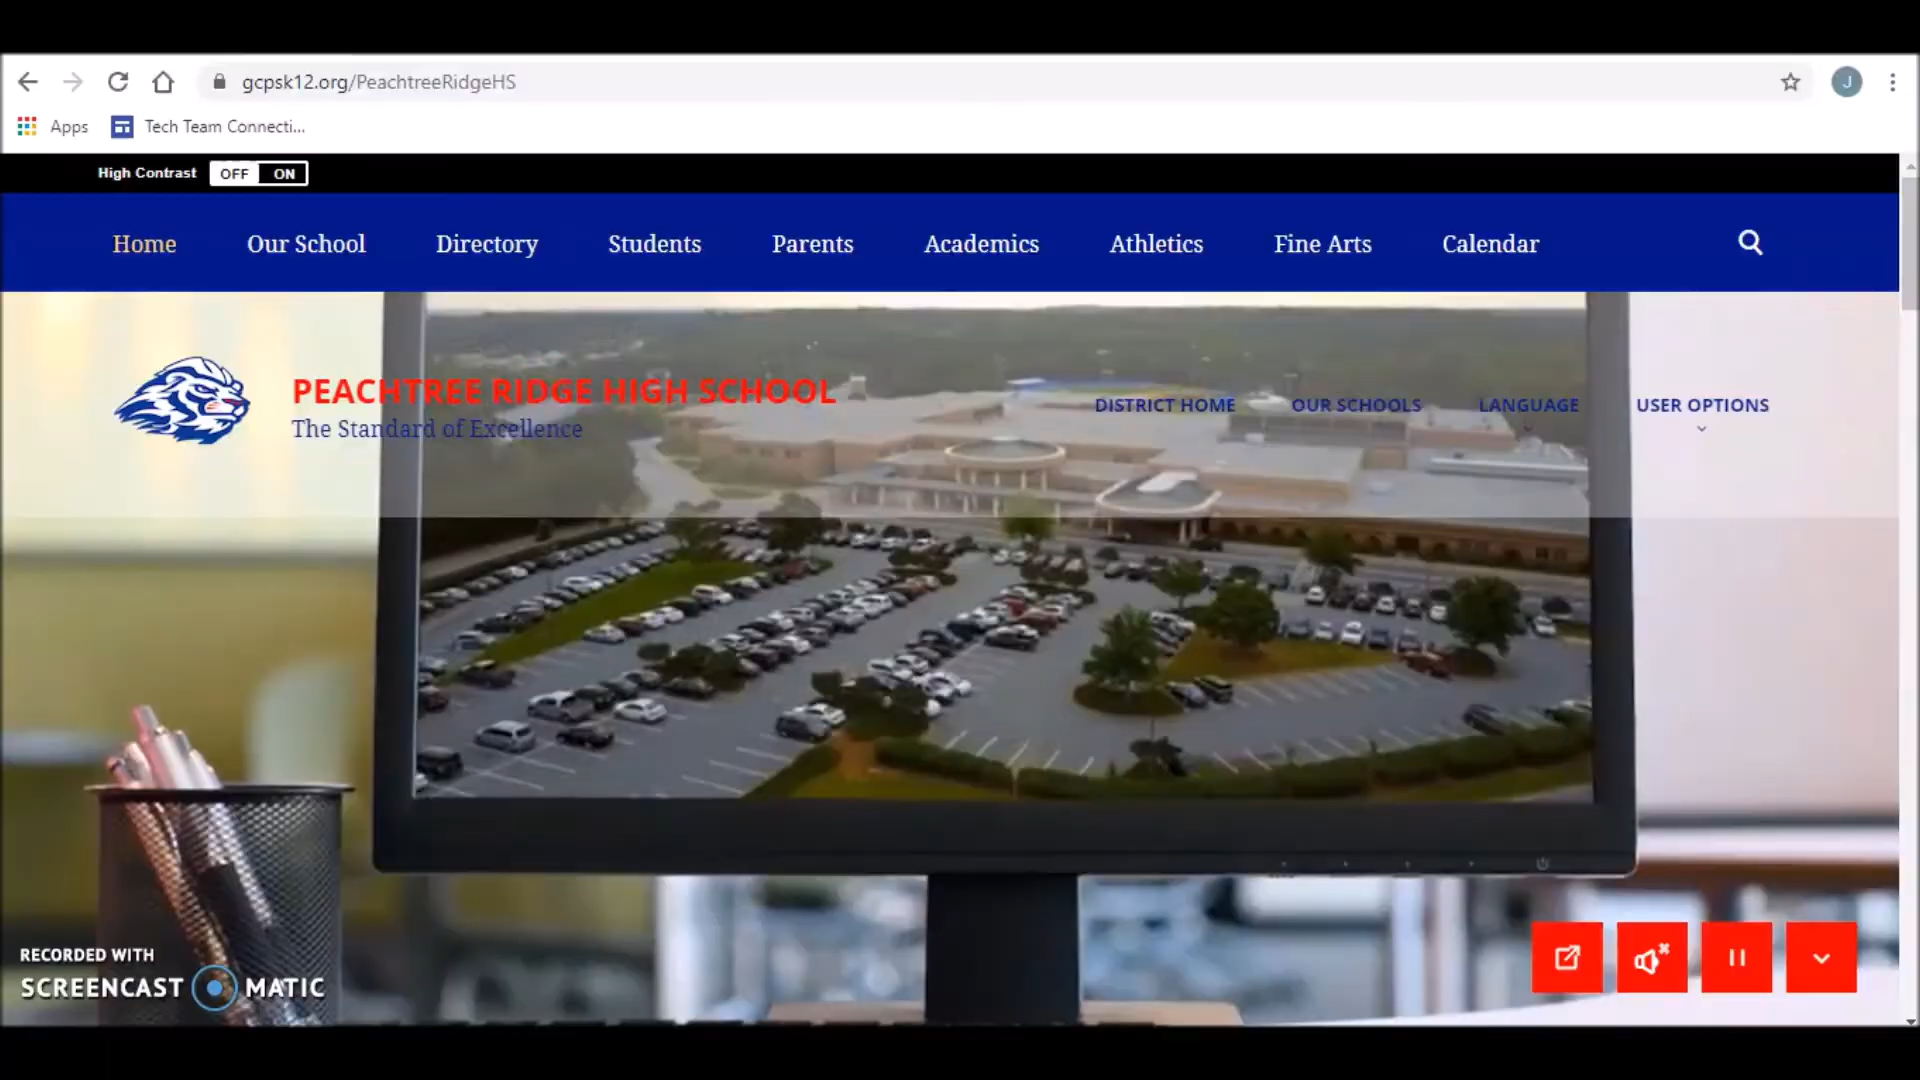 gcpsk12.org/PeachtreeRidgeHS
J
Apps
Tech Team Connecti...
High Contrast OFF ON
Home Our School Directory Students Parents Academics Athletics Fine Arts Calendar
PEACHTREE RIDGE HIGH SCHOOL
The Standard of Excellence
DISTRICT HOME OUR SCHOOLS LANGUAGE USER OPTIONS
RECORDED WITH
SCREENCAST MATIC